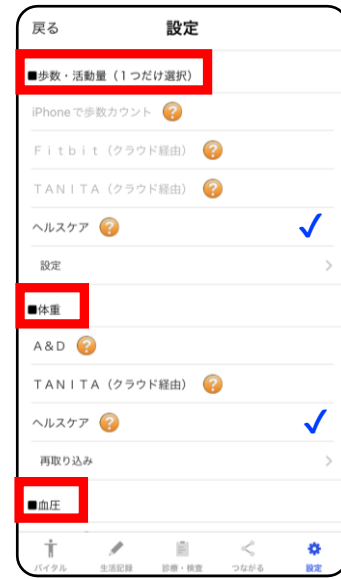 戻る 設定
■歩数・活動量（１つだけ選択）
iPhoneで歩数カウント ?
Ｆｉｔｂｉｔ（クラウド経由） ?
ＴＡＮＩＴＡ（クラウド経由） ?
ヘルスケア ?
設定
■体重
Ａ＆Ｄ ?
ＴＡＮＩＴＡ（クラウド経由） ?
ヘルスケア ?
再取り込み
■血圧
バイタル 生活記録 診療・検査 つながる 設定